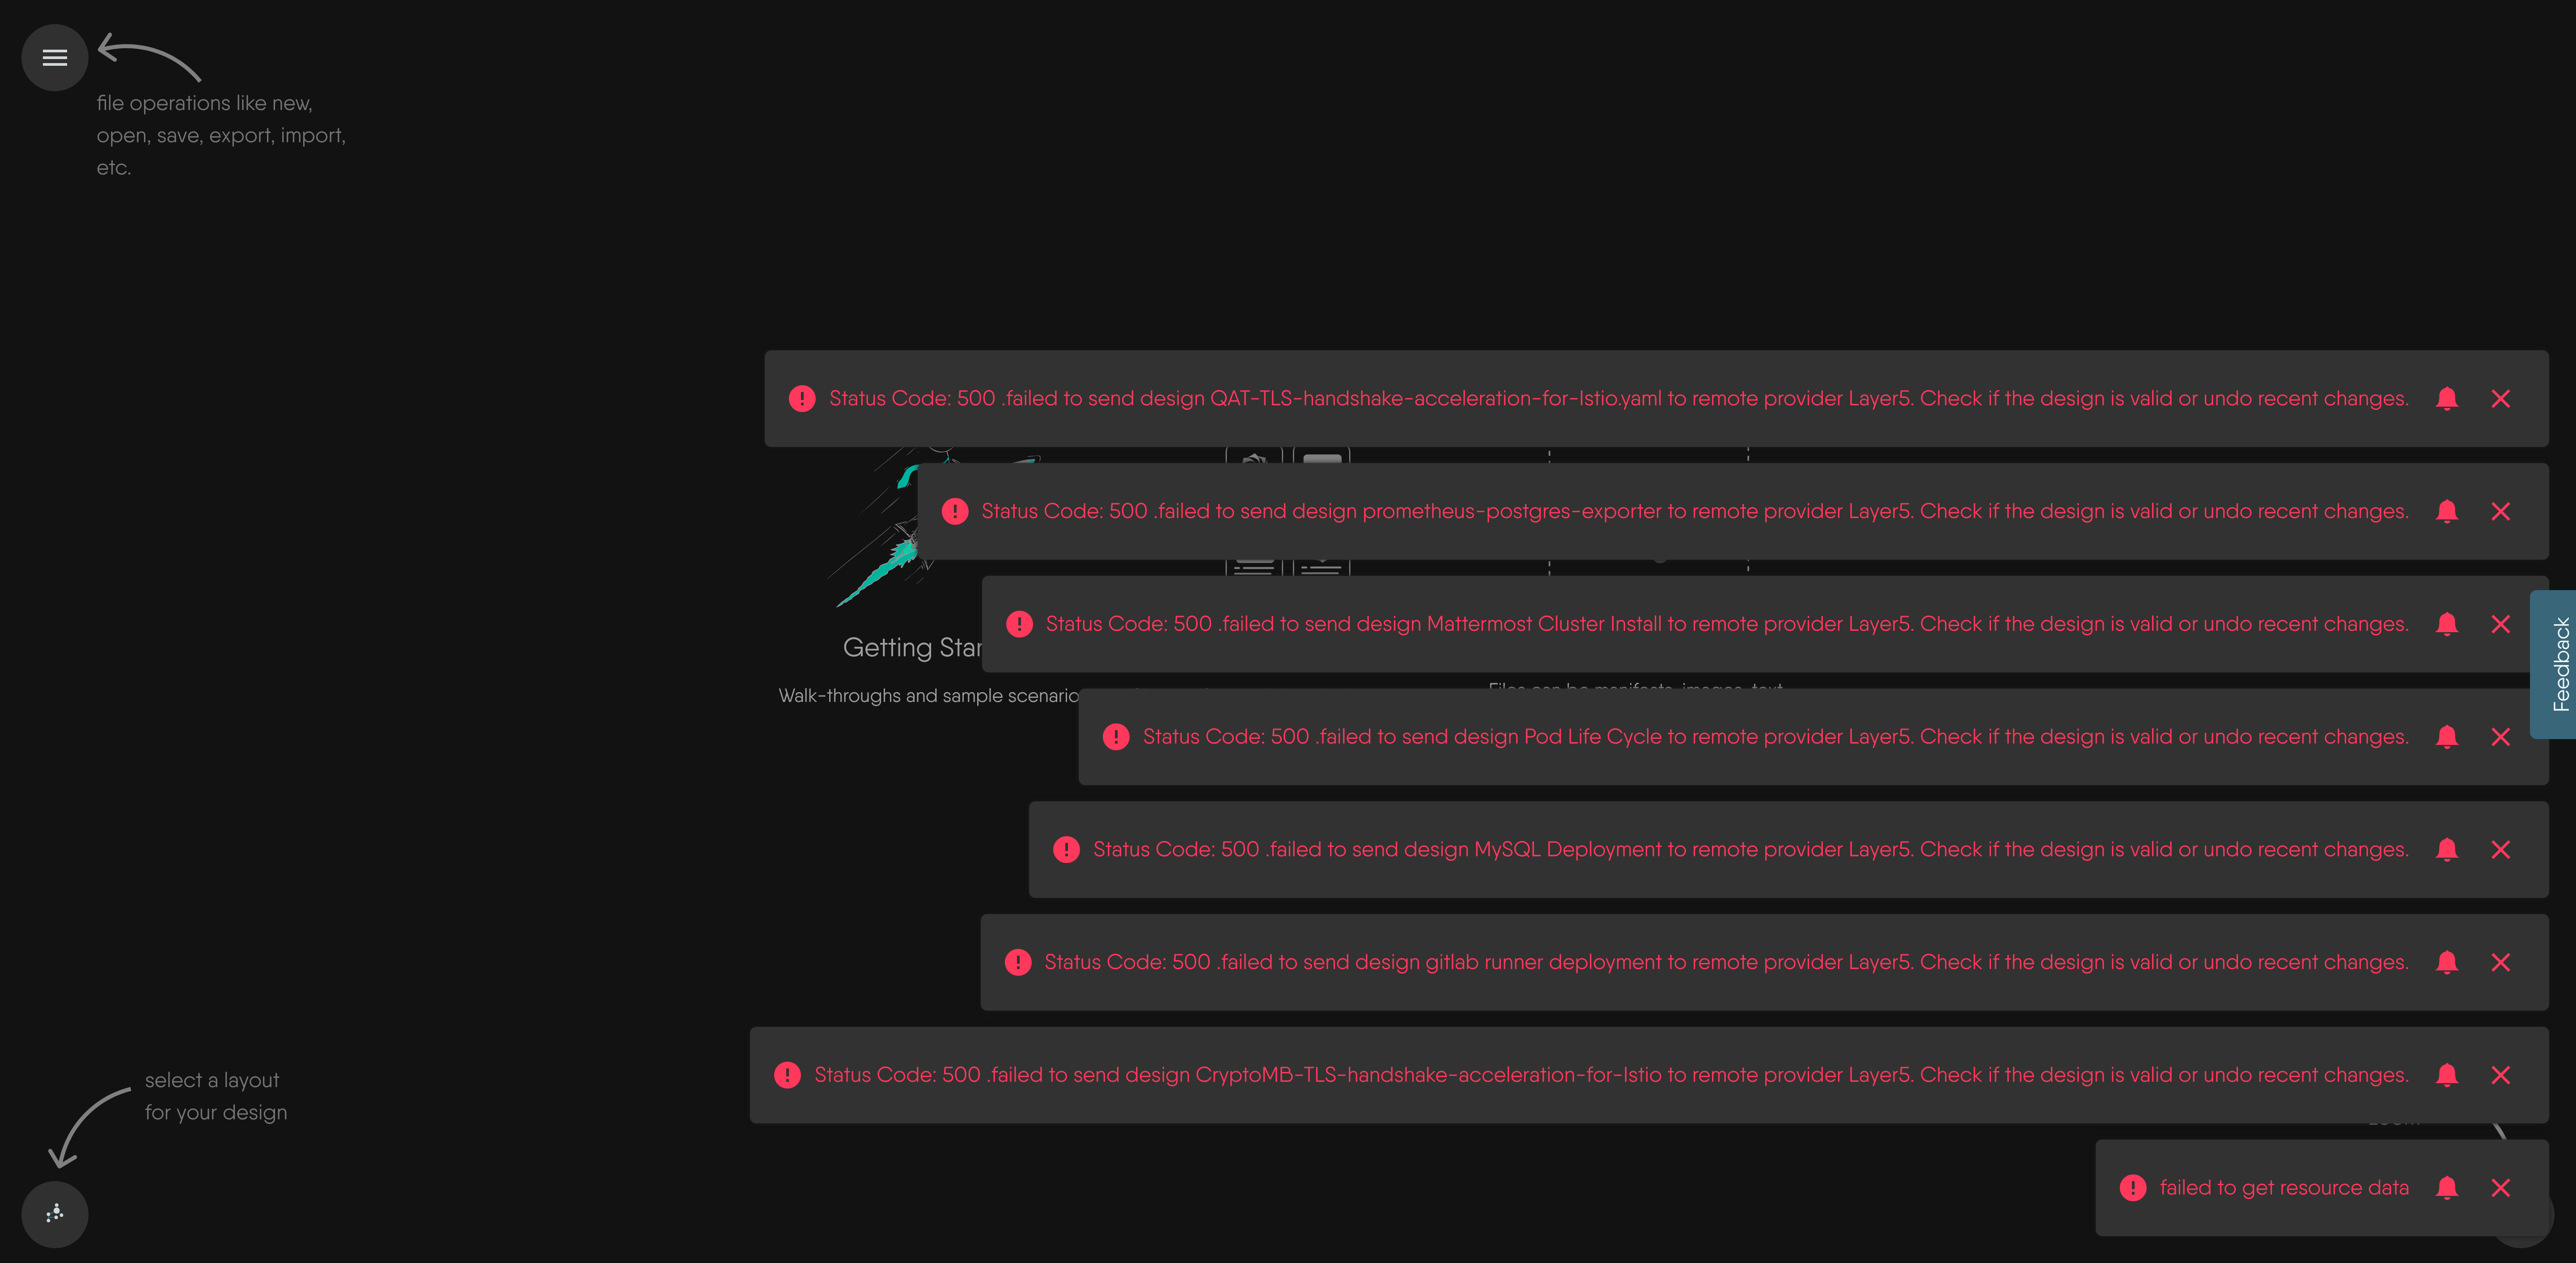 file operations like new,
open, save, export, import,
etc.
Status Code: 500 .failed to send design QAT-TLS-handshake-acceleration-for-Istio.yaml to remote provider Layer5. Check if the design is valid or undo recent changes.
Status Code: 500 .failed to send design prometheus-postgres-exporter to remote provider Layer5. Check if the design is valid or undo recent changes.
Status Code: 500 .failed to send design Mattermost Cluster Install to remote provider Layer5. Check if the design is valid or undo recent changes.
Getting
Feedback
Walk-throughs and sample
Files can be manifests, images, text
Status Code: 500 .failed to send design Pod Life Cycle to remote provider Layer5. Check if the design is valid or undo recent changes.
Status Code: 500 .failed to send design MySQL Deployment to remote provider Layer5. Check if the design is valid or undo recent changes.
Status Code: 500 .failed to send design gitlab runner deployment to remote provider Layer5. Check if the design is valid or undo recent changes.
Status Code: 500 .failed to send design CryptoMB-TLS-handshake-acceleration-for-Istio to remote provider Layer5. Check if the design is valid or undo recent changes.
select a layout
for your design
failed to get resource data